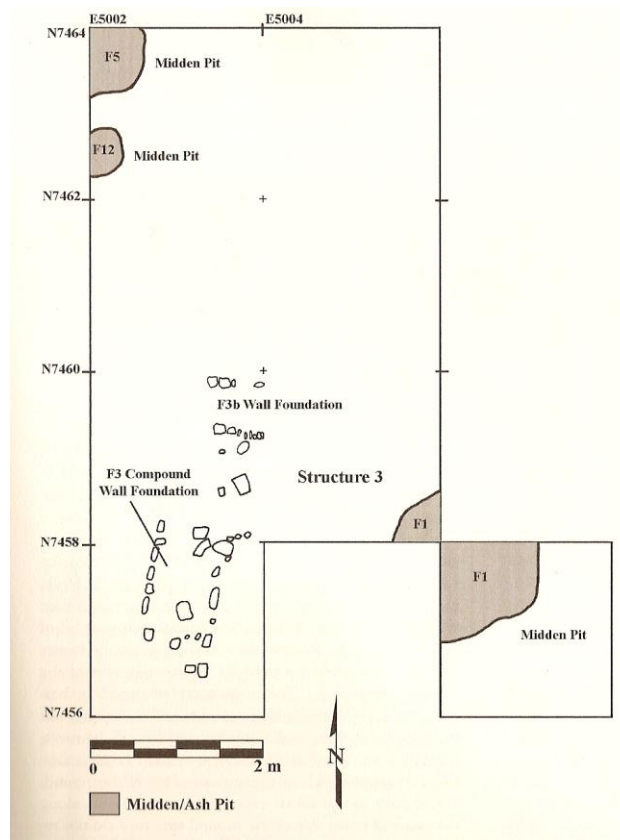 E5002
E5004
N7464
F5
Midden Pit
F12
Midden Pit
N7462
N7460
F3b Wall Foundation
F3 Compound
Wall Foundation
Structure 3
F1
N7458
F1
Midden Pit
N7456
N
0
2 m
Midden/Ash Pit